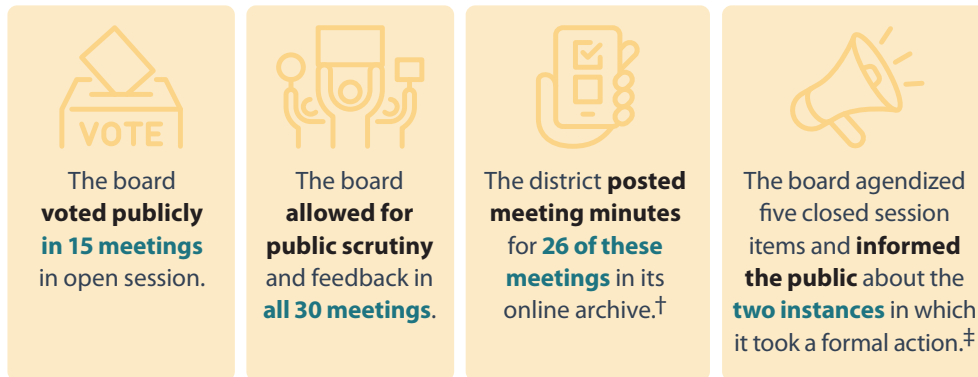 VOTE
The board
voted publicly
in 15 meetings
in open session.
The board
allowed for
public scrutiny
and feedback in
all 30 meetings.
The district posted
meeting minutes
for 26 of these
meetings in its
online archive.†
The board agendized
five closed session
items and informed
the public about the
two instances in which
it took a formal action.‡